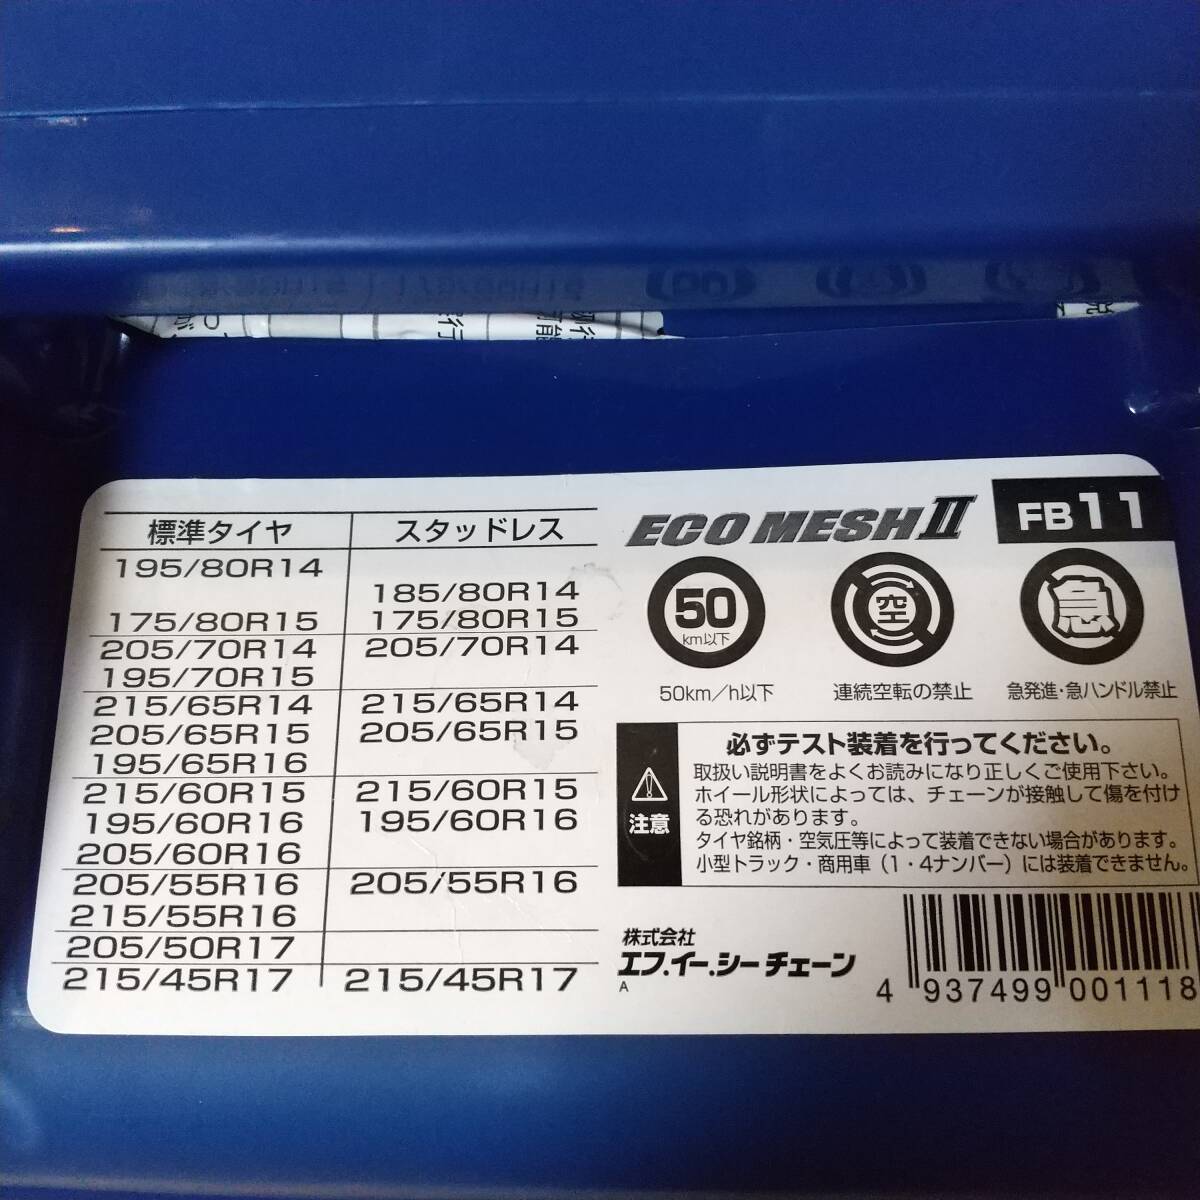 標準タイヤ スタッドレス
195/80R14
185/80R14
175/80R15 175/80R15
205/70R14 205/70R14
195/70R15
215/65R14 215/65R14
205/65R15 205/65R15
195/65R16
215/60R15 215/60R15
195/60R16 195/60R16
205/60R16
205/55R16 205/55R16
215/55R16
205/50R17
215/45R17 215/45R17
ECO MESH II
FB11
50
km以下
空
急
50km/h以下
連続空転の禁止
急発進・急ハンドル禁止
注意
必ずテスト装着を行ってください。
取扱い説明書をよくお読みになり正しくご使用下さい。
ホイール形状によっては、チェーンが接触して傷を付け
る恐れがあります。
タイヤ銘柄・空気圧等によって装着できない場合があります。
小型トラック・商用車(1・4ナンバー)には装着できません。
株式会社
エフ.イー.シーチェーン
A
4 937499 001118